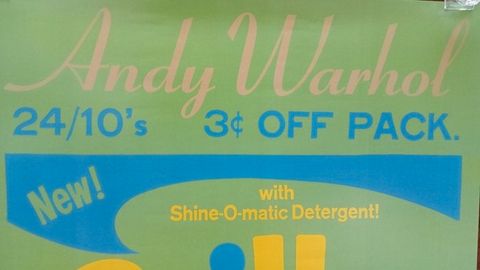 Andy Warhol
24/10's 3¢ OFF PACK.
New!
with
Shine-O-matic Detergent!